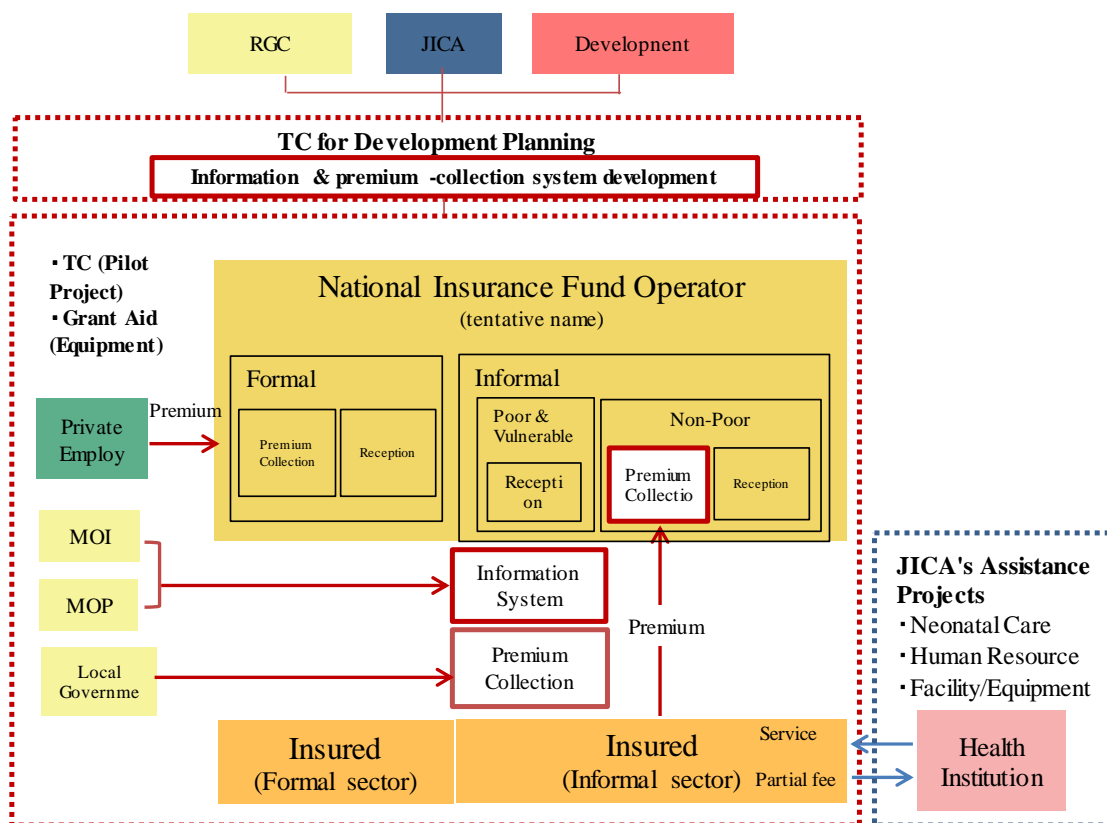 RGC
JICA
Development
TC for Development Planning
Information & premium -collection system development
・TC (Pilot
Project)
・Grant Aid
(Equipment)
National Insurance Fund Operator
(tentative name)
Formal
Premium
Collection
Reception
Informal
Poor &
Vulnerable
Recepti
on
Non-Poor
Premium
Collectio
Reception
Private
Employ
Premium
MOI
MOP
Local
Governme
Information
System
Premium
Collection
Premium
Insured
(Formal sector)
Insured
(Informal sector)
Service
Partial fee
JICA's Assistance
Projects
・Neonatal Care
・Human Resource
・Facility/Equipment
Health
Institution